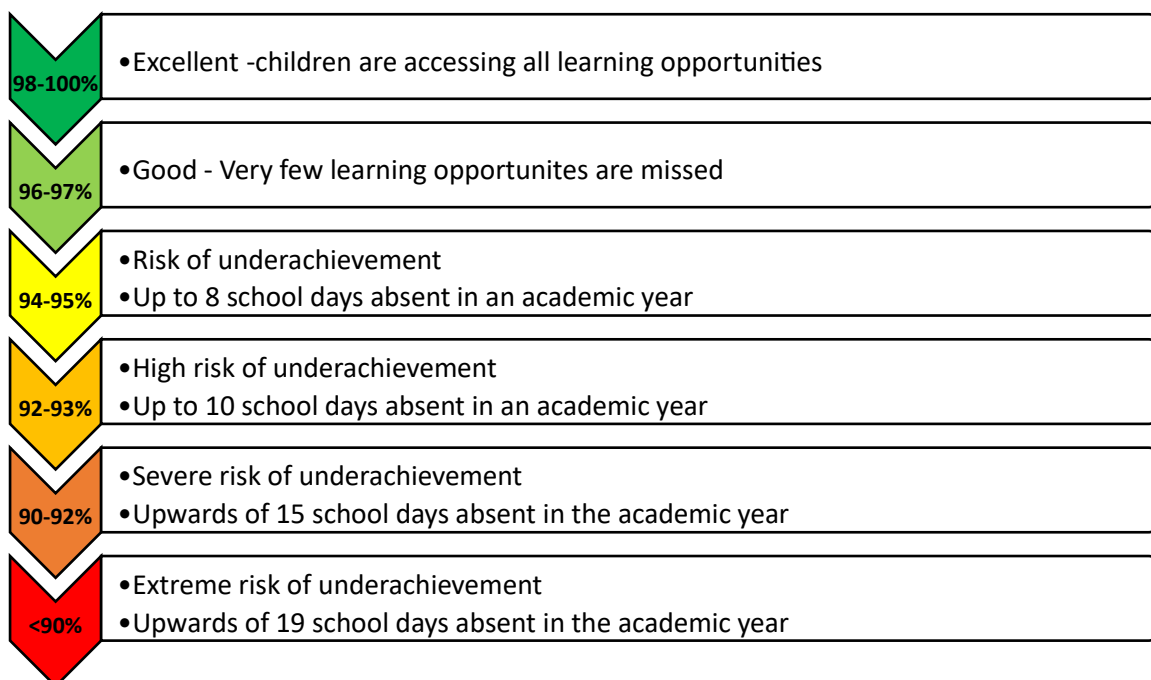 98-100%
•Excellent -children are accessing all learning opportunities
96-97%
•Good - Very few learning opportunites are missed
94-95%
•Risk of underachievement
•Up to 8 school days absent in an academic year
92-93%
•High risk of underachievement
•Up to 10 school days absent in an academic year
90-92%
•Severe risk of underachievement
•Upwards of 15 school days absent in the academic year
<90%
•Extreme risk of underachievement
•Upwards of 19 school days absent in the academic year